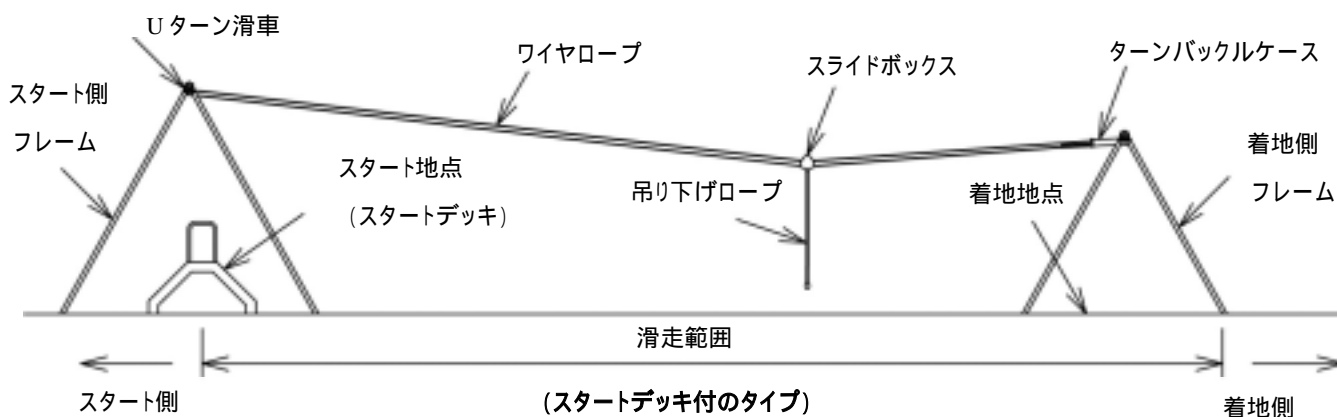 Uターン滑車
ワイヤロープ
スライドボックス
ターンバックルケース
スタート側
フレーム
スタート地点
(スタートデッキ)
吊り下げロープ
着地地点
着地側
フレーム
滑走範囲
スタート側
(スタートデッキ付のタイプ)
着地側